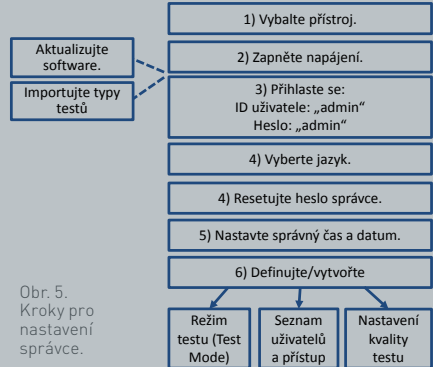 1) Vybalte přístroj.
Aktualizujte
software.
2) Zapněte napájení.
Importujte typy
testů
3) Přihlaste se:
ID uživatele: „admin“
Heslo: „admin“
4) Vyberte jazyk.
4) Resetujte heslo správce.
5) Nastavte správný čas a datum.
6) Definujte/vytvořte
Obr. 5.
Kroky pro
nastavení
správce.
Režim
testu (Test
Mode)
Seznam
uživatelů
a přístup
Nastavení
kvality
testu